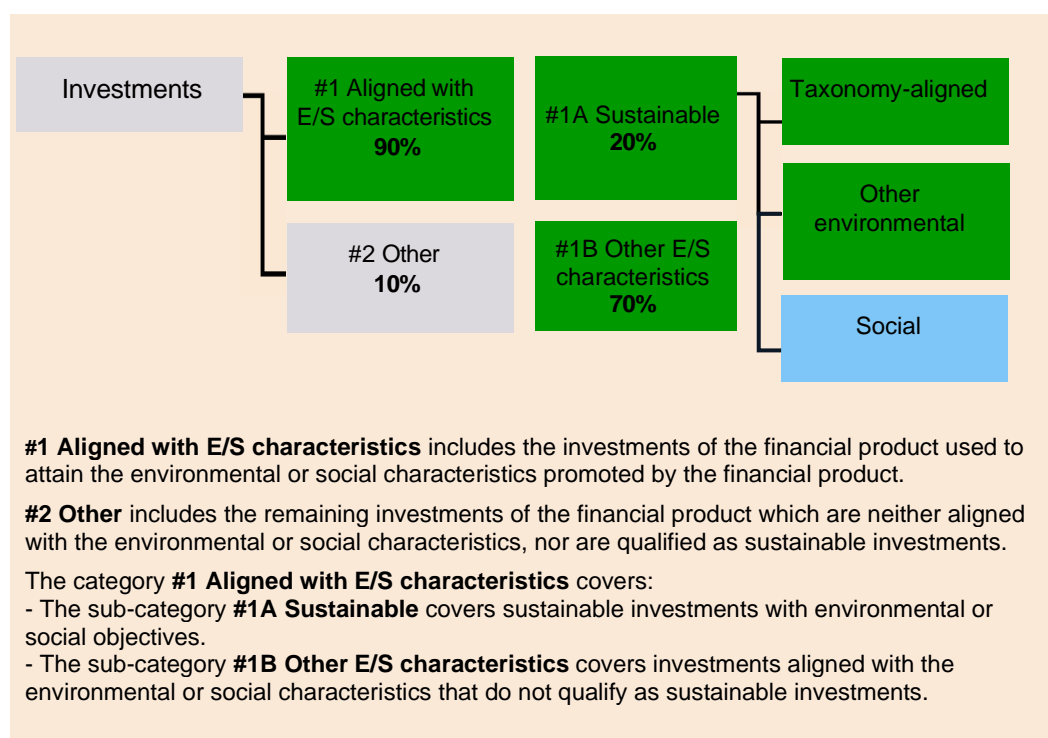 Investments
#1 Aligned with
E/S characteristics
90%
#2 Other
10%
#1A Sustainable
20%
#1B Other E/S
characteristics
70%
Taxonomy-aligned
Other
environmental
Social
#1 Aligned with E/S characteristics includes the investments of the financial product used to
attain the environmental or social characteristics promoted by the financial product.
#2 Other includes the remaining investments of the financial product which are neither aligned
with the environmental or social characteristics, nor are qualified as sustainable investments.
The category #1 Aligned with E/S characteristics covers:
- The sub-category #1A Sustainable covers sustainable investments with environmental or
social objectives.
- The sub-category #1B Other E/S characteristics covers investments aligned with the
environmental or social characteristics that do not qualify as sustainable investments.